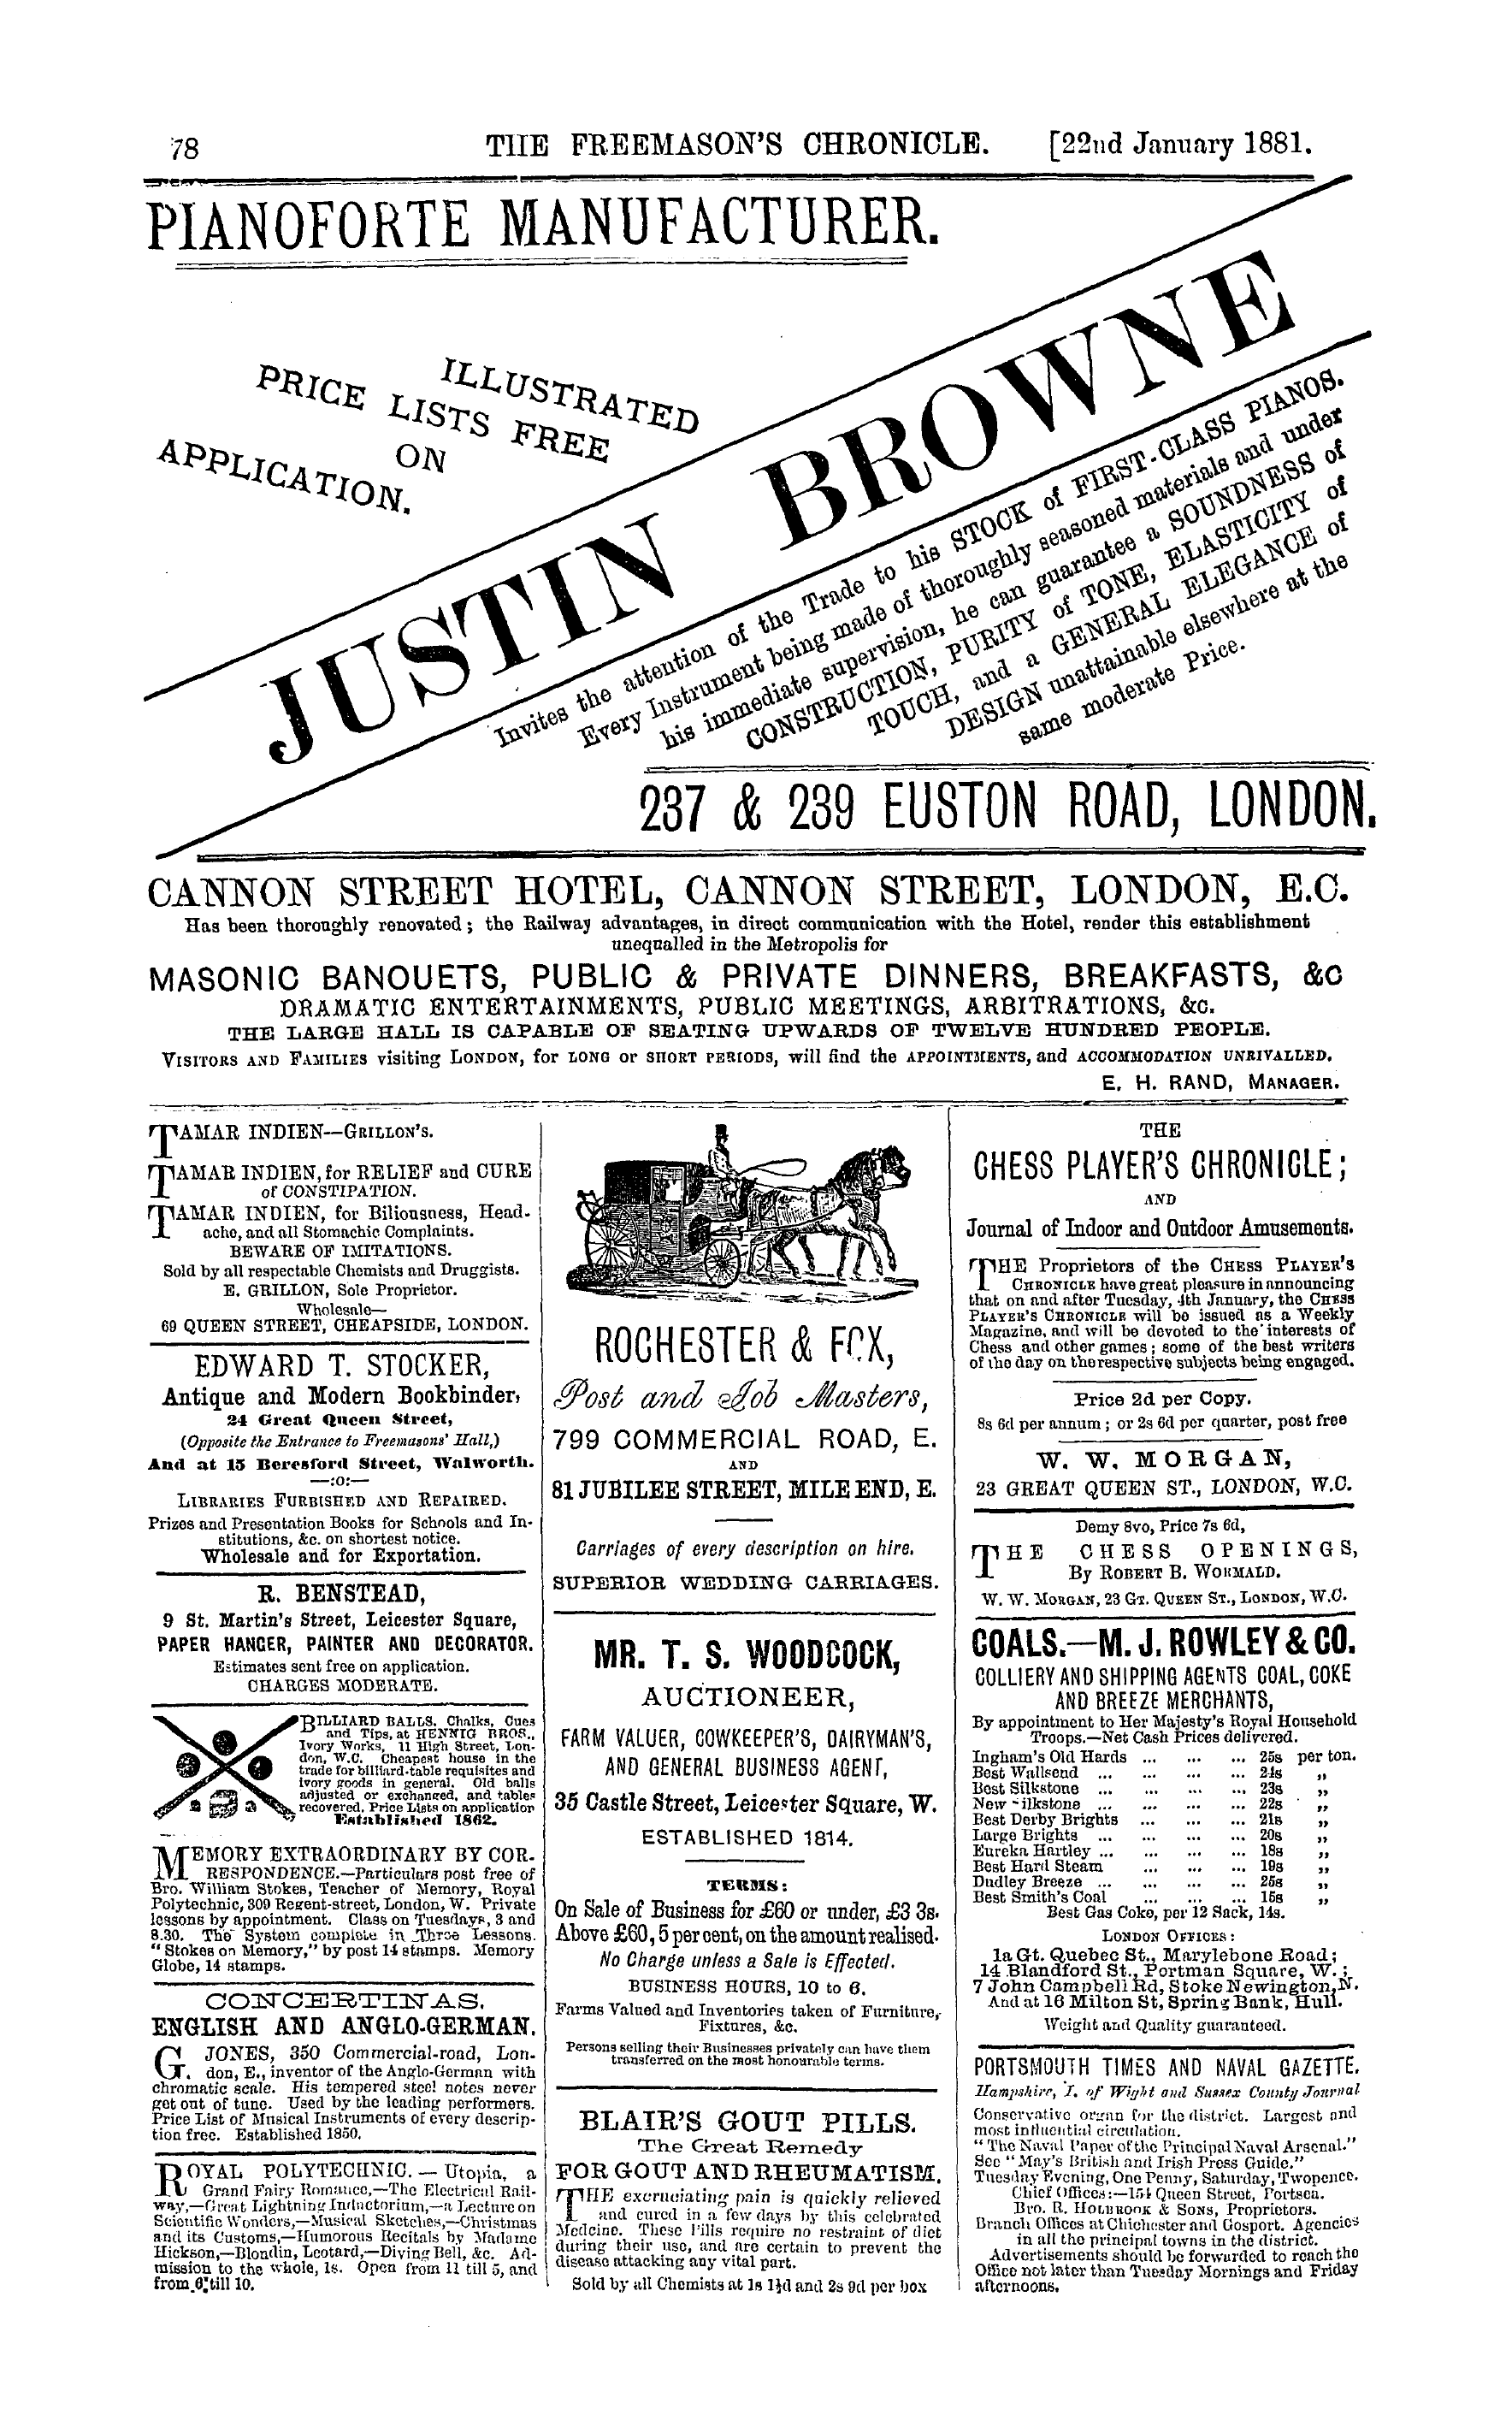 78 THE FREEMASON'S CHRONICLE. [22nd January 1881.
PIANOFORTE MANUFACTURER.
ILLUSTRATED
PRICE LISTS FREE
ON
APPLICATION.
JUSTIN BROWNE
Invites the attention of the Trade to his STOCK of FIRST-CLASS PIANOS.
Every Instrument being made of thoroughly seasoned materials and under
his immediate supervision, he can guarantee a SOUNDNESS of
CONSTRUCTION, PURITY of TONE, ELASTICITY of
TOUCH, and a GENERAL ELEGANCE of
DESIGN unattainable elsewhere at the
same moderate Price.
237 & 239 EUSTON ROAD, LONDON.
CANNON STREET HOTEL, CANNON STREET, LONDON, E.C.
Has been thoroughly renovated; the Railway advantages, in direct communication with the Hotel, render this establishment
unequalled in the Metropolis for
MASONIC BANQUETS, PUBLIC & PRIVATE DINNERS, BREAKFASTS, &c
DRAMATIC ENTERTAINMENTS, PUBLIC MEETINGS, ARBITRATIONS, &c.
THE LARGE HALL IS CAPABLE OF SEATING UPWARDS OF TWELVE HUNDRED PEOPLE.
VISITORS AND FAMILIES visiting LONDON, for LONG or SHORT PERIODS, will find the APPOINTMENTS, and ACCOMMODATION UNRIVALLED.
E. H. RAND, MANAGER.
TAMAR INDIEN—GRILLON'S.
TAMAR INDIEN, for RELIEF and CURE
of CONSTIPATION.
TAMAR INDIEN, for Biliousness, Head-
ache, and all Stomachic Complaints.
BEWARE OF IMITATIONS.
Sold by all respectable Chemists and Druggists.
E. GRILLON, Sole Proprietor.
Wholesale—
69 QUEEN STREET, CHEAPSIDE, LONDON.
EDWARD T. STOCKER,
Antique and Modern Bookbinder,
24 Great Queen Street,
(Opposite the Entrance to Freemasons' Hall,)
And at 15 Beresford Street, Walworth.
—:o:—
LIBRARIES FURBISHED AND REPAIRED.
Prizes and Presentation Books for Schools and In-
stitutions, &c. on shortest notice.
Wholesale and for Exportation.
R. BENSTEAD,
9 St. Martin's Street, Leicester Square,
PAPER HANGER, PAINTER AND DECORATOR.
Estimates sent free on application.
CHARGES MODERATE.
BILLIARD BALLS. Chalks, Cues
and Tips, at HENNIG BROS.,
Ivory Works, 11 High Street, Lon-
don, W.C. Cheapest house in the
trade for billiard-table requisites and
ivory goods in general. Old balls
adjusted or exchanged, and tables
recovered. Price Lists on application
Established 1862.
MEMORY EXTRAORDINARY BY COR-
RESPONDENCE.—Particulars post free of
Bro. William Stokes, Teacher of Memory, Royal
Polytechnic, 309 Regent-street, London, W. Private
lessons by appointment. Class on Tuesdays, 3 and
8.30. The System complete in Three Lessons.
"Stokes on Memory," by post 14 stamps. Memory
Globe, 14 stamps.
CONCERTINAS.
ENGLISH AND ANGLO-GERMAN.
G. JONES, 350 Commercial-road, Lon-
don, E., inventor of the Anglo-German with
chromatic scale. His tempered steel notes never
get out of tune. Used by the leading performers.
Price List of Musical Instruments of every descrip-
tion free. Established 1850.
ROYAL POLYTECHNIC.—Utopia, a
Grand Fairy Romance,—The Electrical Rail-
way,—Great Lightning Inductorium,—a Lecture on
Scientific Wonders,—Musical Sketches,—Christmas
and its Customs,—Humorous Recitals by Madame
Hickson,—Blondin, Leotard,—Diving Bell, &c. Ad-
mission to the whole, 1s. Open from 11 till 5, and
from 6 till 10.
ROCHESTER & FOX,
Post and Job Masters,
799 COMMERCIAL ROAD, E.
AND
81 JUBILEE STREET, MILE END, E.
Carriages of every description on hire.
SUPERIOR WEDDING CARRIAGES.
MR. T. S. WOODCOCK,
AUCTIONEER,
FARM VALUER, COWKEEPER'S, DAIRYMAN'S,
AND GENERAL BUSINESS AGENT,
35 Castle Street, Leicester Square, W.
ESTABLISHED 1814.
TERMS:
On Sale of Business for £60 or under, £3 3s.
Above £60, 5 per cent, on the amount realised.
No Charge unless a Sale is Effected.
BUSINESS HOURS, 10 to 6.
Farms Valued and Inventories taken of Furniture,
Fixtures, &c.
Persons selling their Businesses privately can have them
transferred on the most honourable terms.
BLAIR'S GOUT PILLS.
The Great Remedy
FOR GOUT AND RHEUMATISM.
THE excruciating pain is quickly relieved
and cured in a few days by this celebrated
Medicine. These Pills require no restraint of diet
during their use, and are certain to prevent the
disease attacking any vital part.
Sold by all Chemists at 1s 1½d and 2s 9d per box
THE
CHESS PLAYER'S CHRONICLE;
AND
Journal of Indoor and Outdoor Amusements.
THE Proprietors of the CHESS PLAYER'S
CHRONICLE have great pleasure in announcing
that on and after Tuesday, 4th January, the CHESS
PLAYER'S CHRONICLE will be issued as a Weekly
Magazine, and will be devoted to the interests of
Chess and other games; some of the best writers
of the day on the respective subjects being engaged.
Price 2d per Copy.
8s 6d per annum; or 2s 6d per quarter, post free
W. W. MORGAN,
23 GREAT QUEEN ST., LONDON, W.C.
Demy 8vo, Price 7s 6d,
THE CHESS OPENINGS,
By ROBERT B. WORMALD.
W. W. MORGAN, 23 GT. QUEEN ST., LONDON, W.C.
COALS.—M. J. ROWLEY & CO.
COLLIERY AND SHIPPING AGENTS COAL, COKE
AND BREEZE MERCHANTS,
By appointment to Her Majesty's Royal Household
Troops.—Net Cash Prices delivered.
Ingham's Old Hards ... ... ... 25s per ton.
Best Wallsend ... ... ... ... 24s „
Best Silkstone ... ... ... ... 23s „
New Silkstone ... ... ... ... 22s „
Best Derby Brights ... ... ... 21s „
Large Brights ... ... ... ... 20s „
Eureka Hartley ... ... ... ... 18s „
Best Hard Steam ... ... ... 19s „
Dudley Breeze ... ... ... ... 25s „
Best Smith's Coal ... ... ... 15s „
Best Gas Coke, per 12 Sack, 14s.
LONDON OFFICES:
1a Gt. Quebec St., Marylebone Road;
14 Blandford St., Portman Square, W.;
7 John Campbell Rd, Stoke Newington, N.
And at 16 Milton St, Spring Bank, Hull.
Weight and Quality guaranteed.
PORTSMOUTH TIMES AND NAVAL GAZETTE.
Hampshire, I. of Wight and Sussex County Journal
Conservative organ for the district. Largest and
most influential circulation.
"The Naval Paper of the Principal Naval Arsenal."
See "May's British and Irish Press Guide."
Tuesday Evening, One Penny, Saturday, Twopence.
Chief Offices:—154 Queen Street, Portsea.
Bro. R. HOLBROOK & SONS, Proprietors.
Branch Offices at Chichester and Gosport. Agencies
in all the principal towns in the district.
Advertisements should be forwarded to reach the
Office not later than Tuesday Mornings and Friday
afternoons.